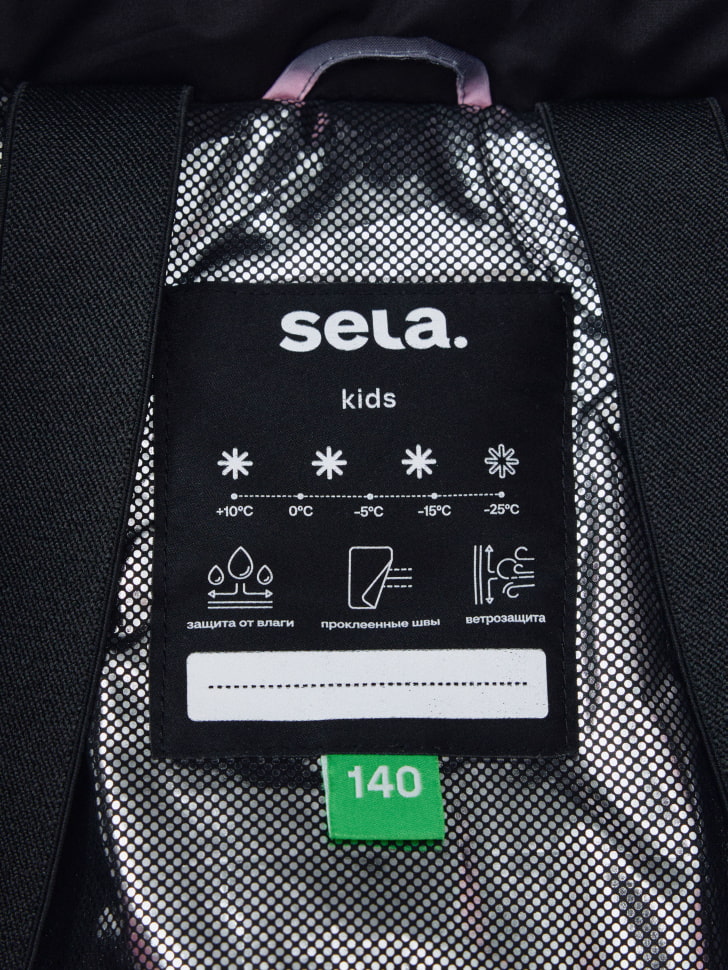 sela.
kids
+10°C 0°C -5°C -15°C -25°C
защита от влаги проклеенные швы ветрозащита
140